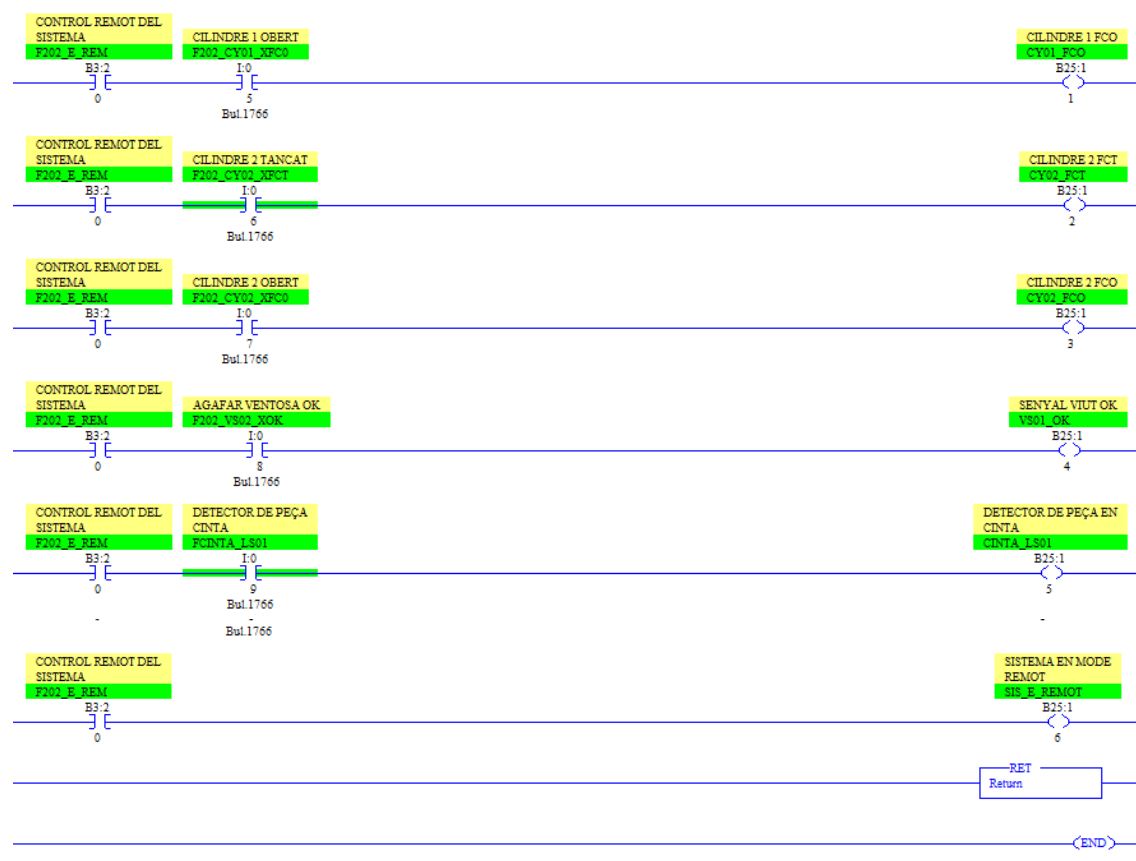 CONTROL REMOT DEL
SISTEMA
F202_E_REM
B3:2
0
CILINDRE 1 OBERT
F202_CY01_XFC0
I:0
5
Bul.1766
CILINDRE 1 FCO
CY01_FCO
B25:1
1
CONTROL REMOT DEL
SISTEMA
F202_E_REM
B3:2
0
CILINDRE 2 TANCAT
F202_CY02_XFCT
I:0
6
Bul.1766
CILINDRE 2 FCT
CY02_FCT
B25:1
2
CONTROL REMOT DEL
SISTEMA
F202_E_REM
B3:2
0
CILINDRE 2 OBERT
F202_CY02_XFC0
I:0
7
Bul.1766
CILINDRE 2 FCO
CY02_FCO
B25:1
3
CONTROL REMOT DEL
SISTEMA
F202_E_REM
B3:2
0
AGAFAR VENTOSA OK
F202_VS02_XOK
I:0
8
Bul.1766
SENYAL VIUT OK
VS01_OK
B25:1
4
CONTROL REMOT DEL
SISTEMA
F202_E_REM
B3:2
0
-
DETECTOR DE PEÇA
CINTA
FCINTA_LS01
I:0
9
Bul.1766
-
Bul.1766
DETECTOR DE PEÇA EN
CINTA
CINTA_LS01
B25:1
5
-
CONTROL REMOT DEL
SISTEMA
F202_E_REM
B3:2
0
SISTEMA EN MODE
REMOT
SIS_E_REMOT
B25:1
6
RET
Return
END